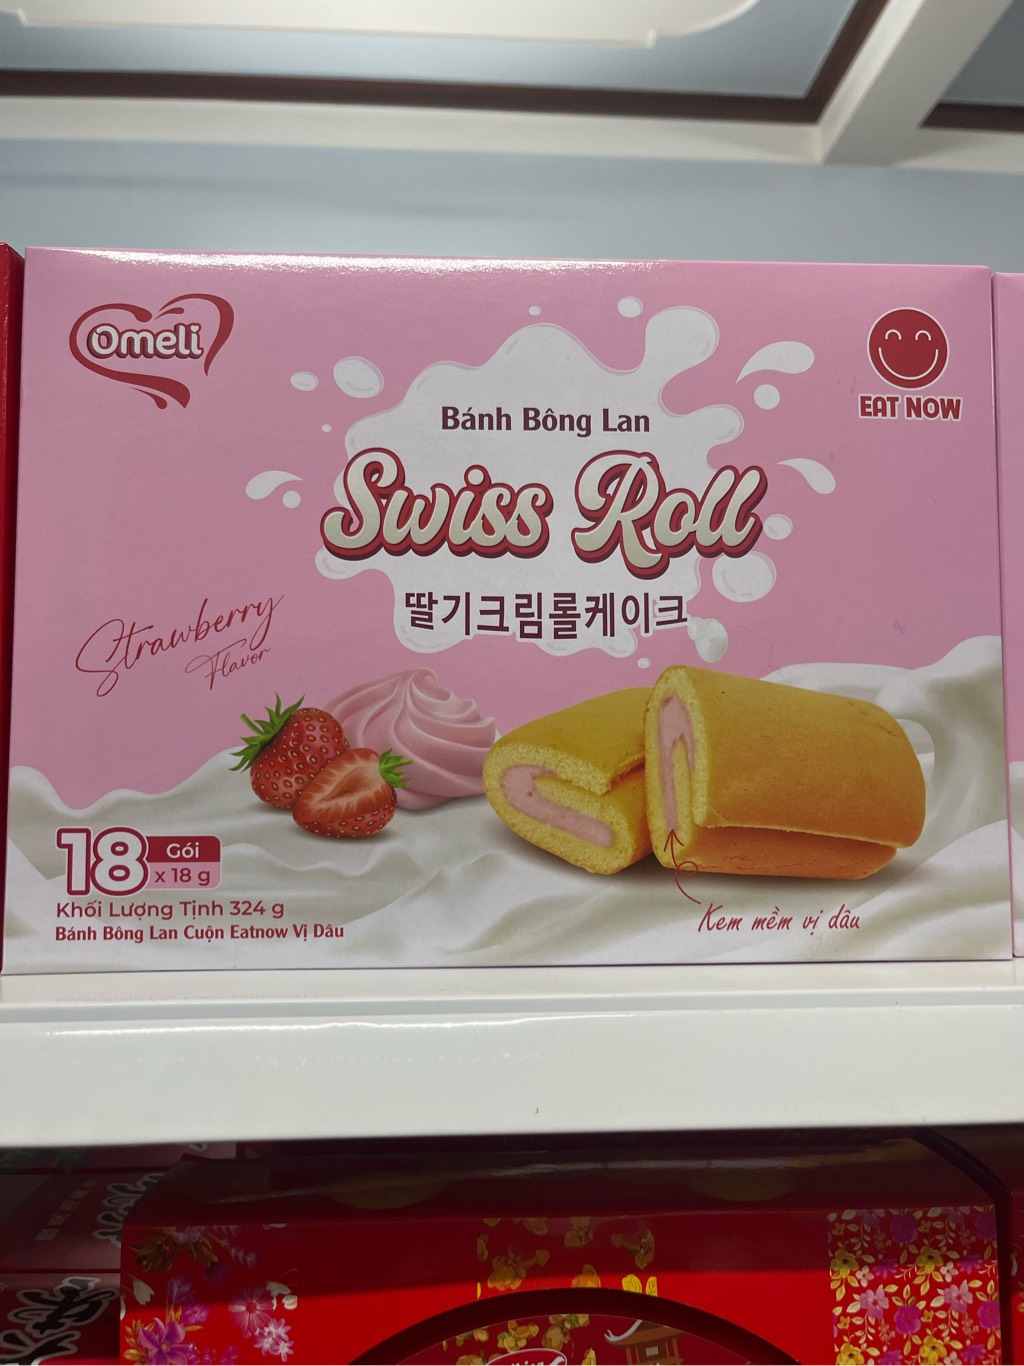 Omeli
EAT NOW
Bánh Bông Lan
Swiss Roll
딸기크림롤케이크
Strawberry
Flavor
18 Gói
x 18 g
Khối Lượng Tịnh 324 g
Bánh Bông Lan Cuộn Eatnow Vị Dâu
Kem mềm vị dâu